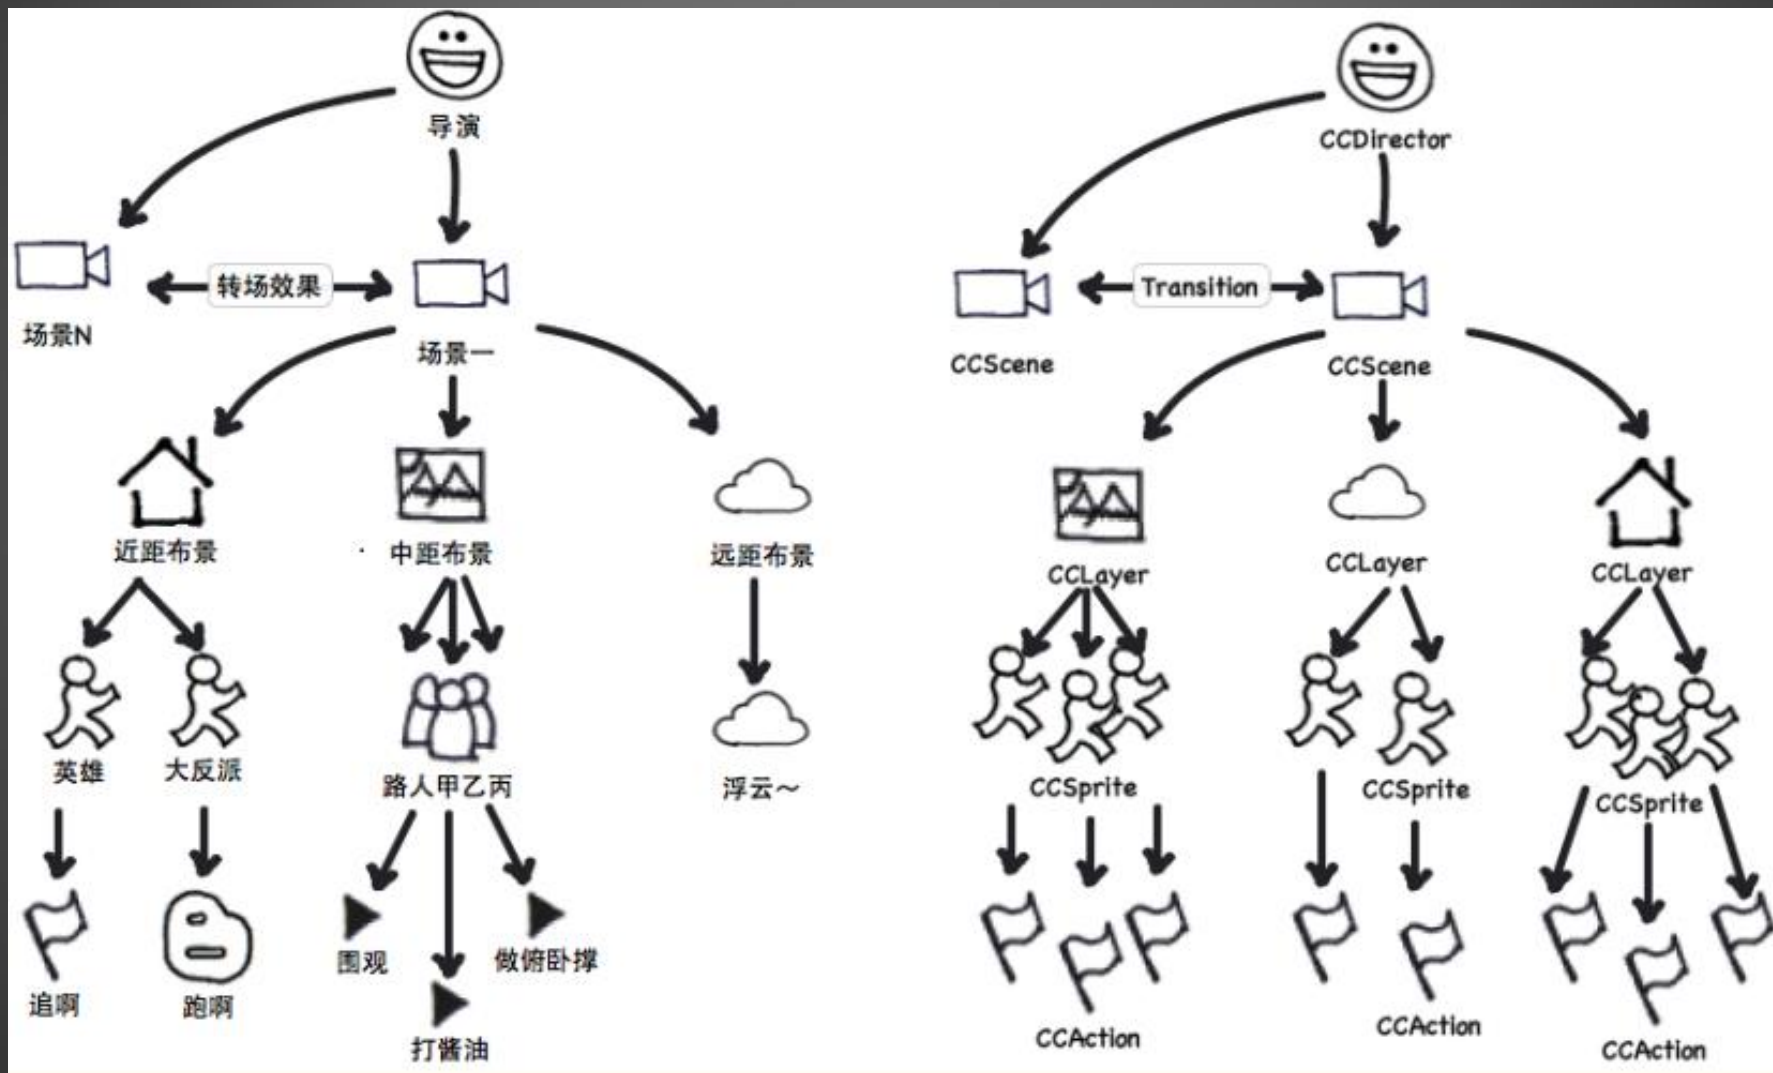 导演
转场效果
场景N
场景一
近距布景
中距布景
远距布景
英雄
大反派
路人甲乙丙
浮云～
围观
做俯卧撑
追啊
跑啊
打酱油
CCDirector
Transition
CCScene
CCScene
CCLayer
CCLayer
CCLayer
CCSprite
CCSprite
CCSprite
CCAction
CCAction
CCAction